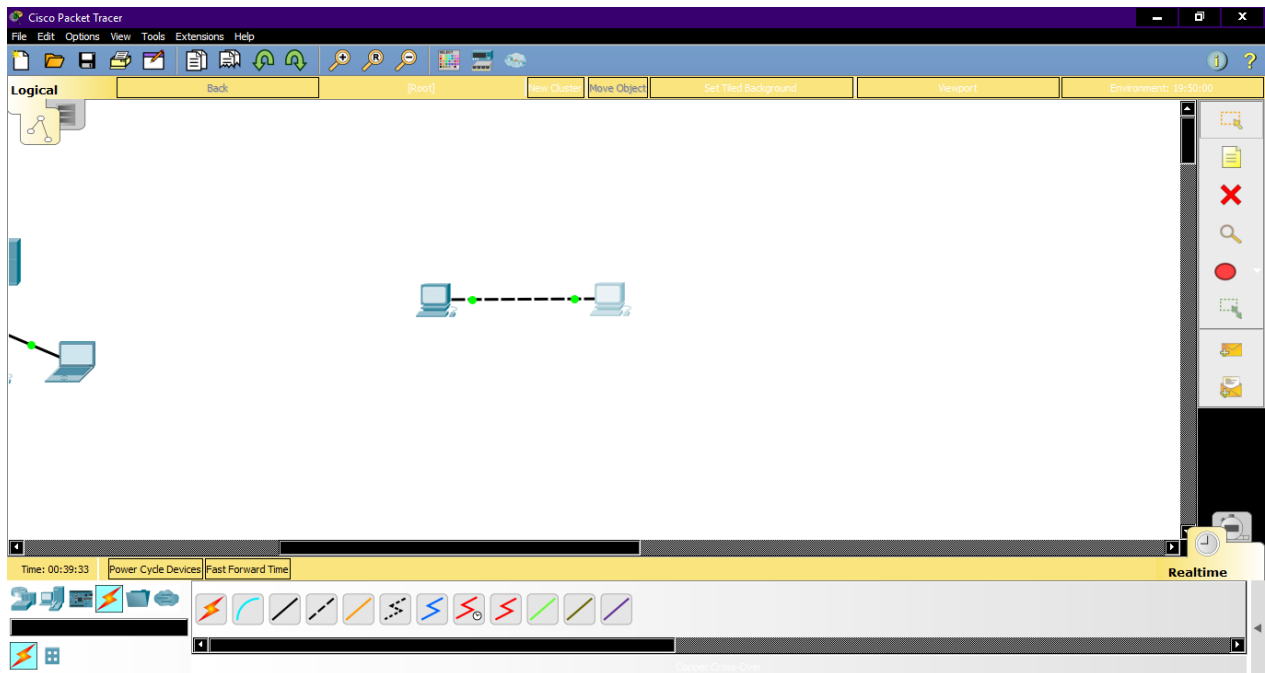 Cisco Packet Tracer
File Edit Options View Tools Extensions Help
Logical Back [Root] New Cluster Move Object Set Tiled Background Viewport Environment: 19:50:00
Time: 00:39:33 Power Cycle Devices Fast Forward Time
Realtime
Copper Cross-Over